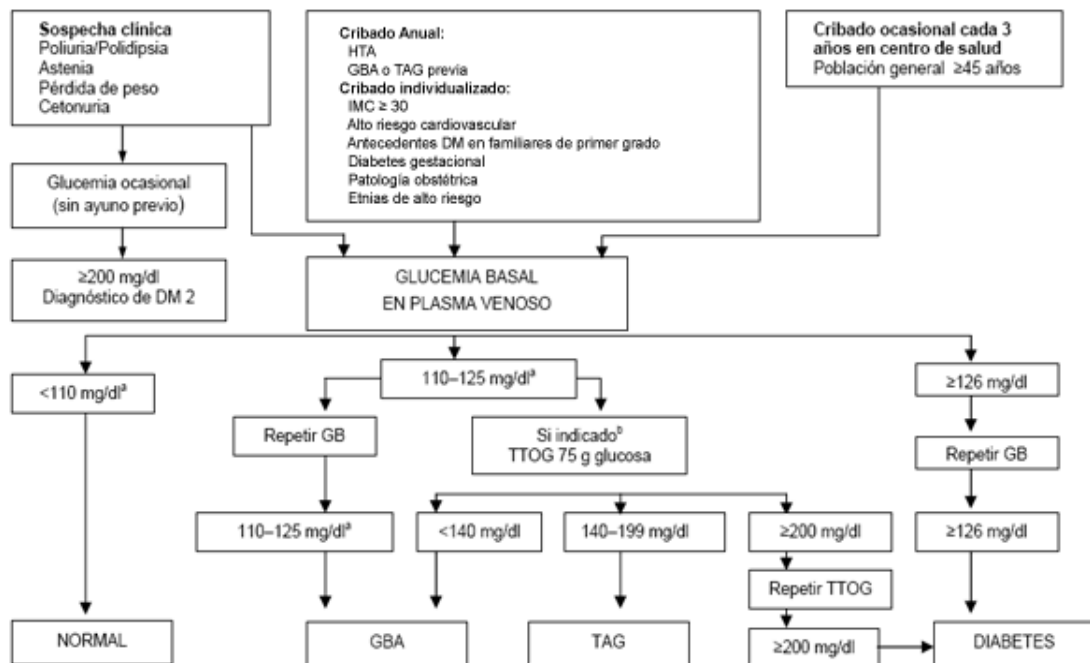 Sospecha clínica
Poliuria/Polidipsia
Astenia
Pérdida de peso
Cetonuria
Cribado Anual:
HTA
GBA o TAG previa
Cribado individualizado:
IMC ≥ 30
Alto riesgo cardiovascular
Antecedentes DM en familiares de primer grado
Diabetes gestacional
Patología obstétrica
Etnias de alto riesgo
Cribado ocasional cada 3
años en centro de salud
Población general ≥45 años
Glucemia ocasional
(sin ayuno previo)
≥200 mg/dl
Diagnóstico de DM 2
GLUCEMIA BASAL
EN PLASMA VENOSO
<110 mg/dlª
110–125 mg/dlª
≥126 mg/dl
Repetir GB
Si indicadoᵇ
TTOG 75 g glucosa
Repetir GB
110–125 mg/dlª
<140 mg/dl
140–199 mg/dl
≥200 mg/dl
≥126 mg/dl
Repetir TTOG
≥200 mg/dl
NORMAL
GBA
TAG
DIABETES